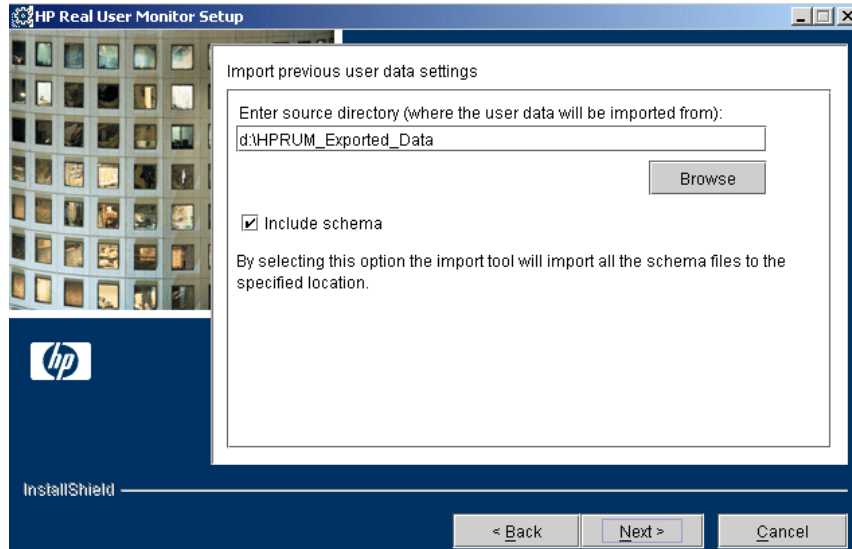 HP Real User Monitor Setup
Import previous user data settings
Enter source directory (where the user data will be imported from):
d:\HPRUM_Exported_Data
Browse
Include schema
By selecting this option the import tool will import all the schema files to the
specified location.
hp
InstallShield
< Back
Next >
Cancel